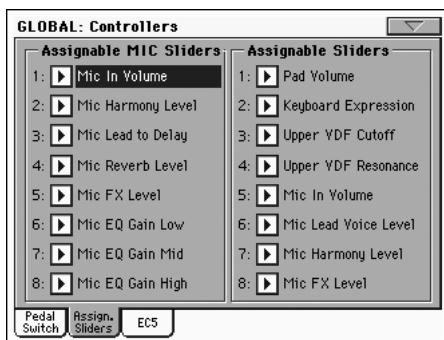 GLOBAL: Controllers
Assignable MIC Sliders
1: Mic In Volume
2: Mic Harmony Level
3: Mic Lead to Delay
4: Mic Reverb Level
5: Mic FX Level
6: Mic EQ Gain Low
7: Mic EQ Gain Mid
8: Mic EQ Gain High
Assignable Sliders
1: Pad Volume
2: Keyboard Expression
3: Upper VDF Cutoff
4: Upper VDF Resonance
5: Mic In Volume
6: Mic Lead Voice Level
7: Mic Harmony Level
8: Mic FX Level
Pedal
Switch
Assign.
Sliders
EC5